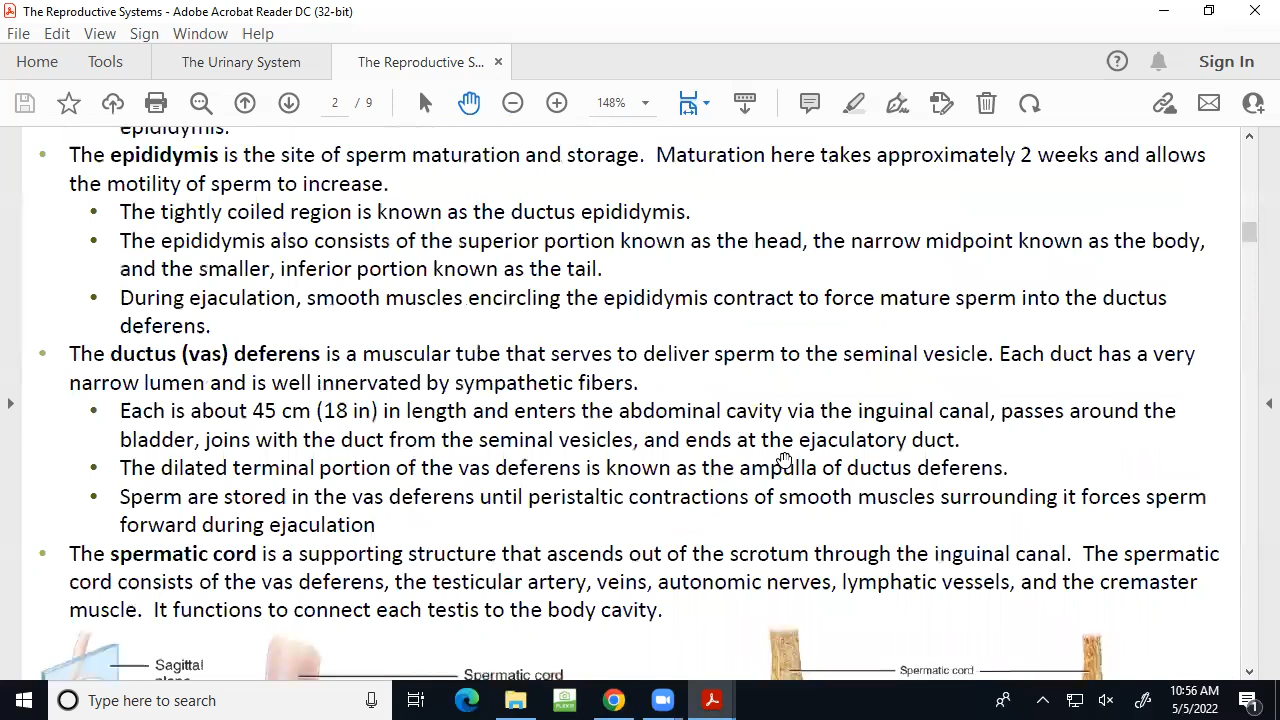 The Reproductive Systems - Adobe Acrobat Reader DC (32-bit)
File Edit View Sign Window Help
Home Tools The Urinary System The Reproductive S... ×
Sign In
2 / 9 148%
epididymis.
• The epididymis is the site of sperm maturation and storage. Maturation here takes approximately 2 weeks and allows
the motility of sperm to increase.
• The tightly coiled region is known as the ductus epididymis.
• The epididymis also consists of the superior portion known as the head, the narrow midpoint known as the body,
and the smaller, inferior portion known as the tail.
• During ejaculation, smooth muscles encircling the epididymis contract to force mature sperm into the ductus
deferens.
• The ductus (vas) deferens is a muscular tube that serves to deliver sperm to the seminal vesicle. Each duct has a very
narrow lumen and is well innervated by sympathetic fibers.
• Each is about 45 cm (18 in) in length and enters the abdominal cavity via the inguinal canal, passes around the
bladder, joins with the duct from the seminal vesicles, and ends at the ejaculatory duct.
• The dilated terminal portion of the vas deferens is known as the ampulla of ductus deferens.
• Sperm are stored in the vas deferens until peristaltic contractions of smooth muscles surrounding it forces sperm
forward during ejaculation
• The spermatic cord is a supporting structure that ascends out of the scrotum through the inguinal canal. The spermatic
cord consists of the vas deferens, the testicular artery, veins, autonomic nerves, lymphatic vessels, and the cremaster
muscle. It functions to connect each testis to the body cavity.
Sagittal
plane
Spermatic cord
Spermatic cord
Type here to search
10:56 AM
5/5/2022
1